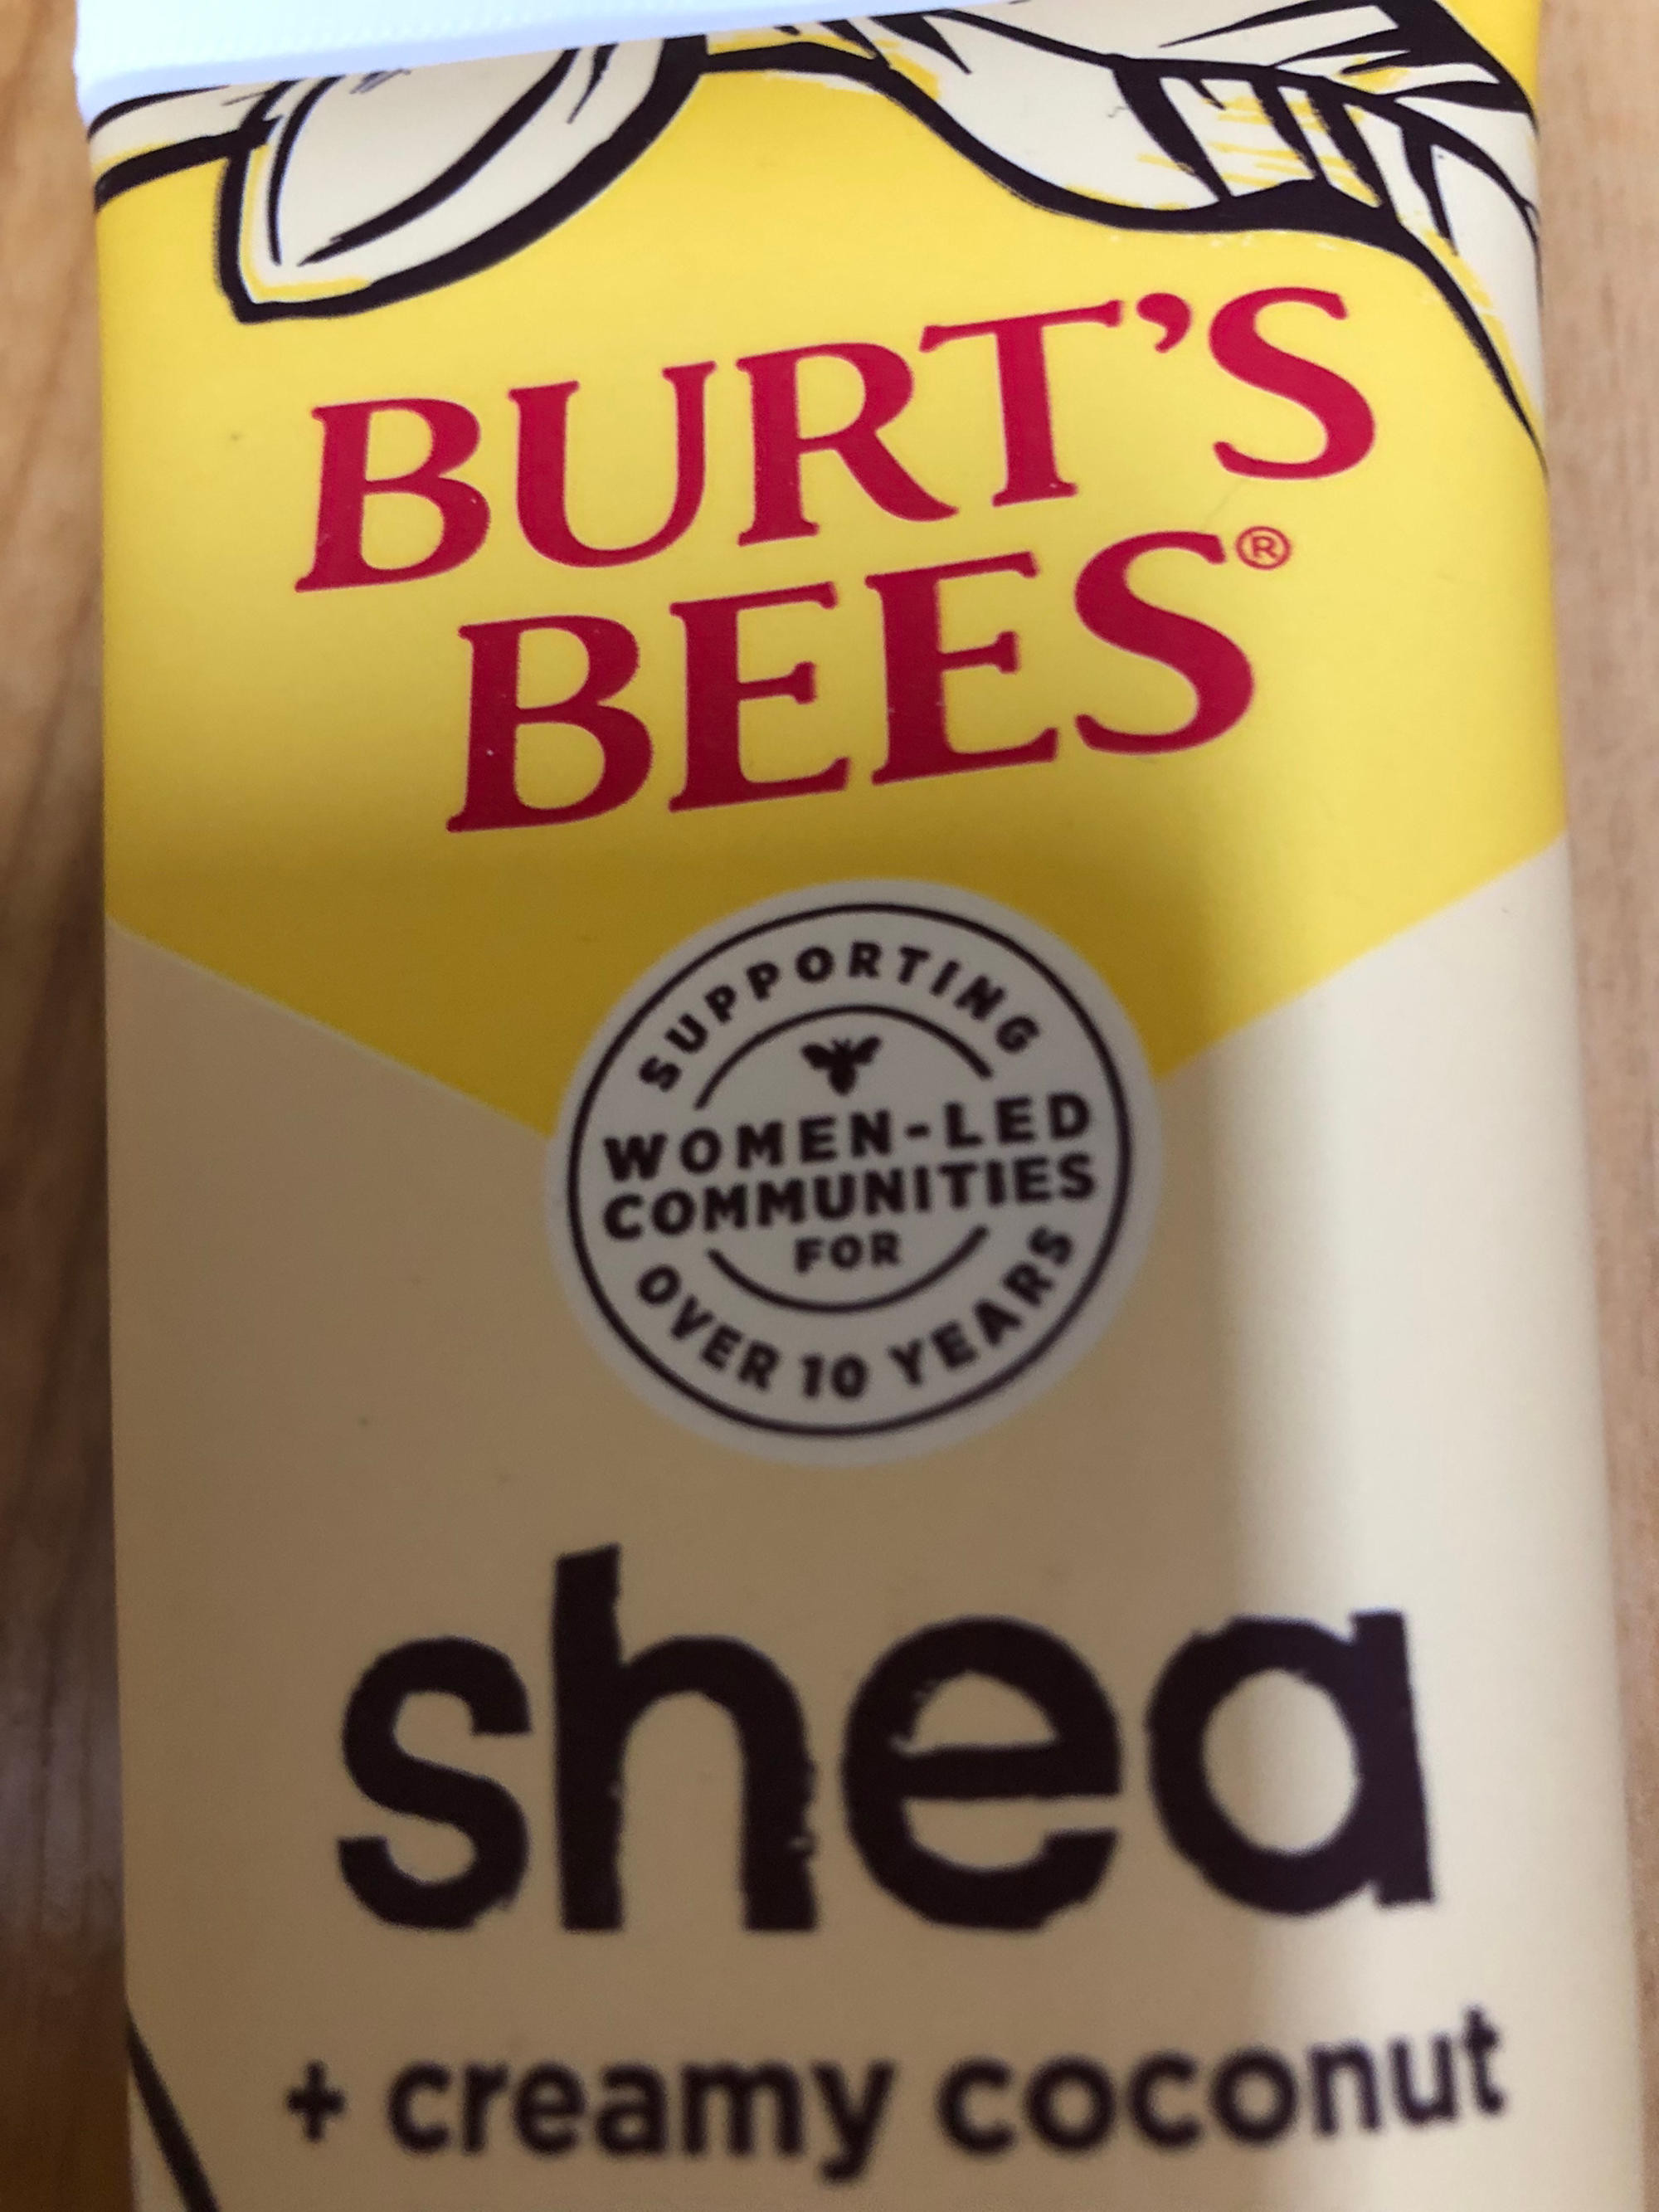 BURT'S
BEES®
SUPPORTING
WOMEN-LED
COMMUNITIES
FOR
OVER 10 YEARS
shea
+ creamy coconut